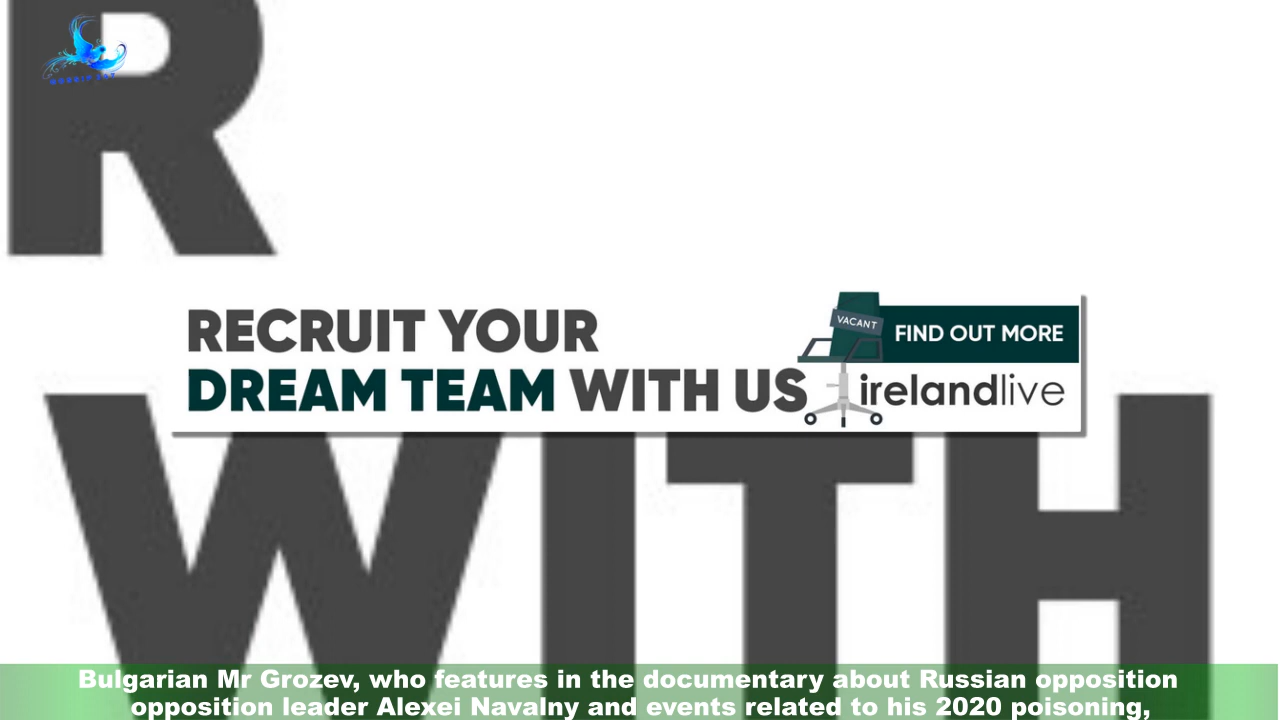 R
RECRUIT YOUR
DREAM TEAM WITH US
VACANT
FIND OUT MORE
irelandlive
WITH
Bulgarian Mr Grozev, who features in the documentary about Russian opposition
opposition leader Alexei Navalny and events related to his 2020 poisoning,